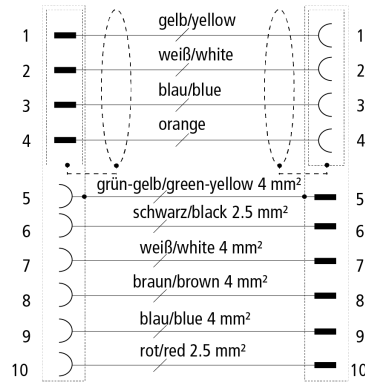 gelb/yellow
1 1
weiß/white
2 2
blau/blue
3 3
orange
4 4
grün-gelb/green-yellow 4 mm²
5 5
schwarz/black 2.5 mm²
6 6
weiß/white 4 mm²
7 7
braun/brown 4 mm²
8 8
blau/blue 4 mm²
9 9
rot/red 2.5 mm²
10 10